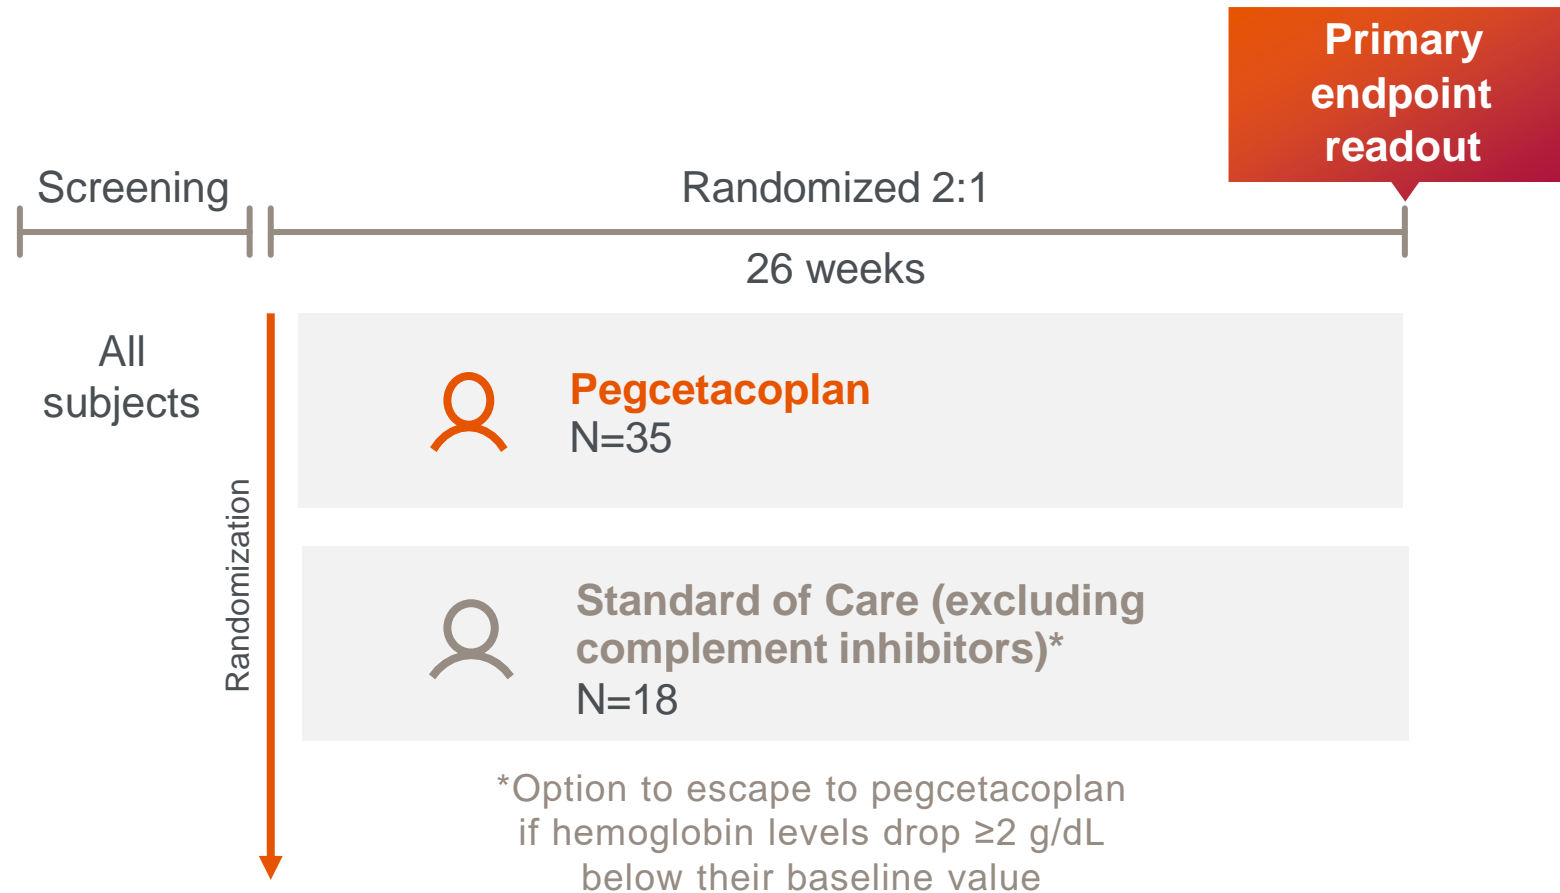 Primary
endpoint
readout
Screening
Randomized 2:1
26 weeks
All
subjects
Randomization
Pegcetacoplan
N=35
Standard of Care (excluding
complement inhibitors)*
N=18
*Option to escape to pegcetacoplan
if hemoglobin levels drop ≥2 g/dL
below their baseline value